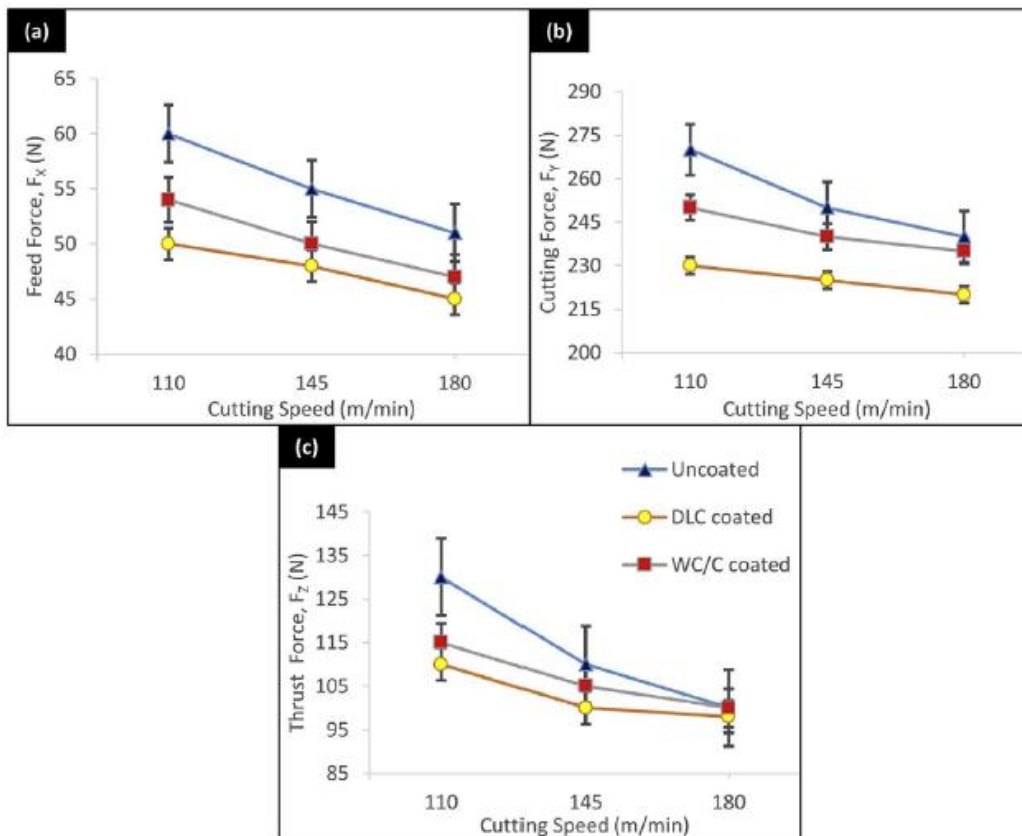 (a)
Feed Force, Fₓ (N)
65
60
55
50
45
40
110 145 180
Cutting Speed (m/min)
(b)
Cutting Force, Fᵧ (N)
290
275
260
245
230
215
200
110 145 180
Cutting Speed (m/min)
(c)
Thrust Force, F_Z (N)
145
135
125
115
105
95
85
110 145 180
Cutting Speed (m/min)
Uncoated
DLC coated
WC/C coated